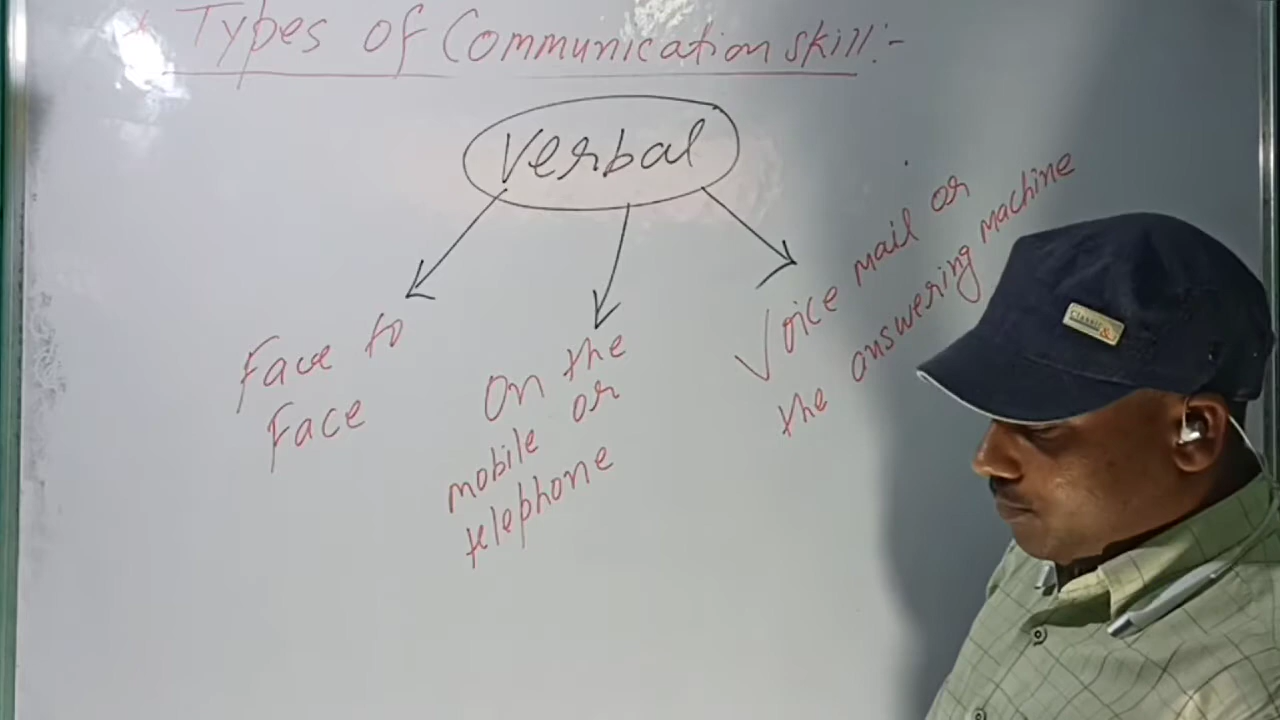 * Types of Communication skill:-
Verbal
Face to
Face
On the
mobile or
telephone
Voice mail or
the answering machine
Classic